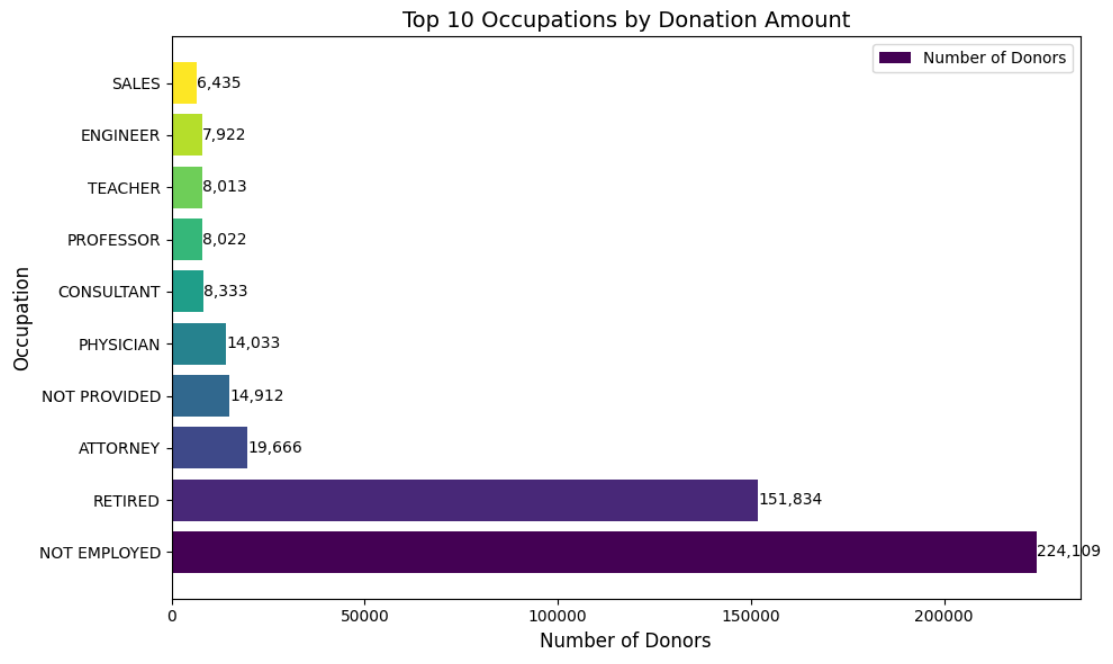 Top 10 Occupations by Donation Amount
Number of Donors
SALES 6,435
ENGINEER 7,922
TEACHER 8,013
PROFESSOR 8,022
CONSULTANT 8,333
PHYSICIAN 14,033
NOT PROVIDED 14,912
ATTORNEY 19,666
RETIRED 151,834
NOT EMPLOYED 224,109
Occupation
0 50000 100000 150000 200000
Number of Donors